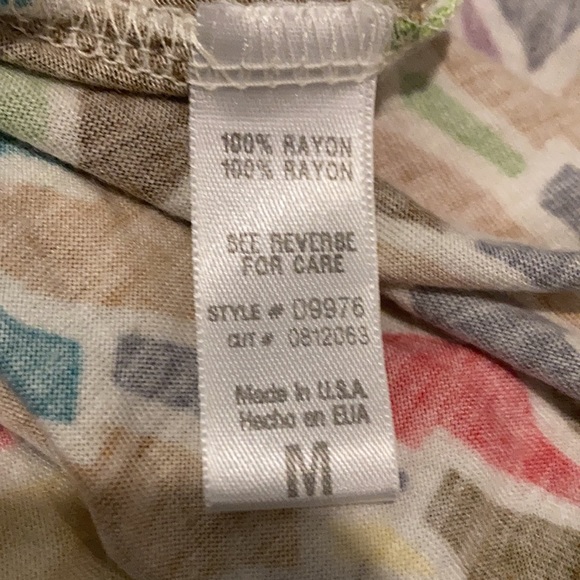 100% RAYON
100% RAYON
SEE REVERSE
FOR CARE
STYLE # D9976
CUT # 0812063
Made in U.S.A.
Hecho en EUA
M